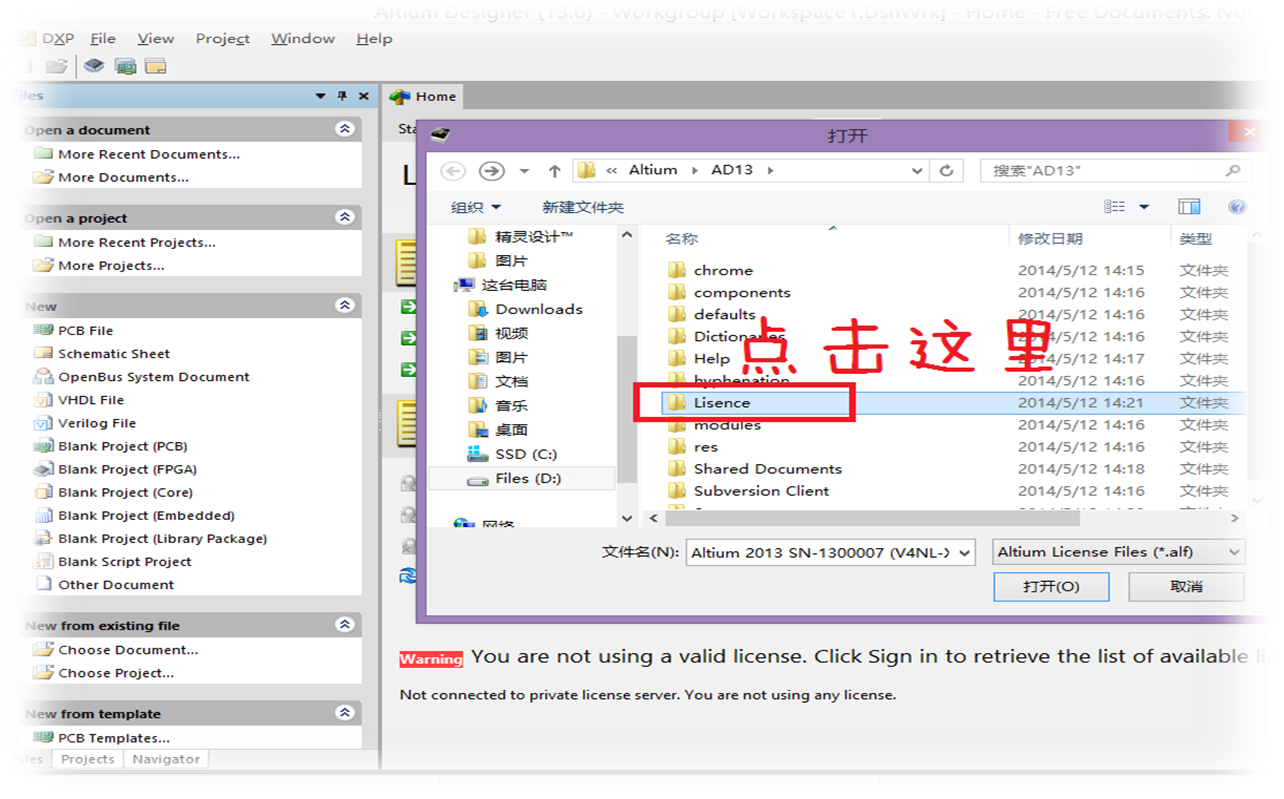 Altium Designer (13.0) - Workgroup [Workspace1.DsnWrk] - Home - Free Documents. No
DXP File View Project Window Help
Files
Home
Open a document
More Recent Documents...
More Documents...
Open a project
More Recent Projects...
More Projects...
New
PCB File
Schematic Sheet
OpenBus System Document
VHDL File
Verilog File
Blank Project (PCB)
Blank Project (FPGA)
Blank Project (Core)
Blank Project (Embedded)
Blank Project (Library Package)
Blank Script Project
Other Document
New from existing file
Choose Document...
Choose Project...
New from template
PCB Templates...
Files Projects Navigator
Sta
L
打开
« Altium AD13
搜索"AD13"
组织 新建文件夹
精灵设计™
图片
这台电脑
Downloads
视频
图片
文档
音乐
桌面
SSD (C:)
Files (D:)
网络
名称 修改日期 类型
chrome 2014/5/12 14:15 文件夹
components 2014/5/12 14:16 文件夹
defaults 2014/5/12 14:16 文件夹
Dictionaries 2014/5/12 14:16 文件夹
Help 2014/5/12 14:17 文件夹
hyphenation 2014/5/12 14:16 文件夹
Lisence 2014/5/12 14:21 文件夹
modules 2014/5/12 14:16 文件夹
res 2014/5/12 14:16 文件夹
Shared Documents 2014/5/12 14:18 文件夹
Subversion Client 2014/5/12 14:16 文件夹
点击这里
文件名(N): Altium 2013 SN-1300007 (V4NL-X Altium License Files (*.alf)
打开(O) 取消
Warning You are not using a valid license. Click Sign in to retrieve the list of available lic
Not connected to private license server. You are not using any license.